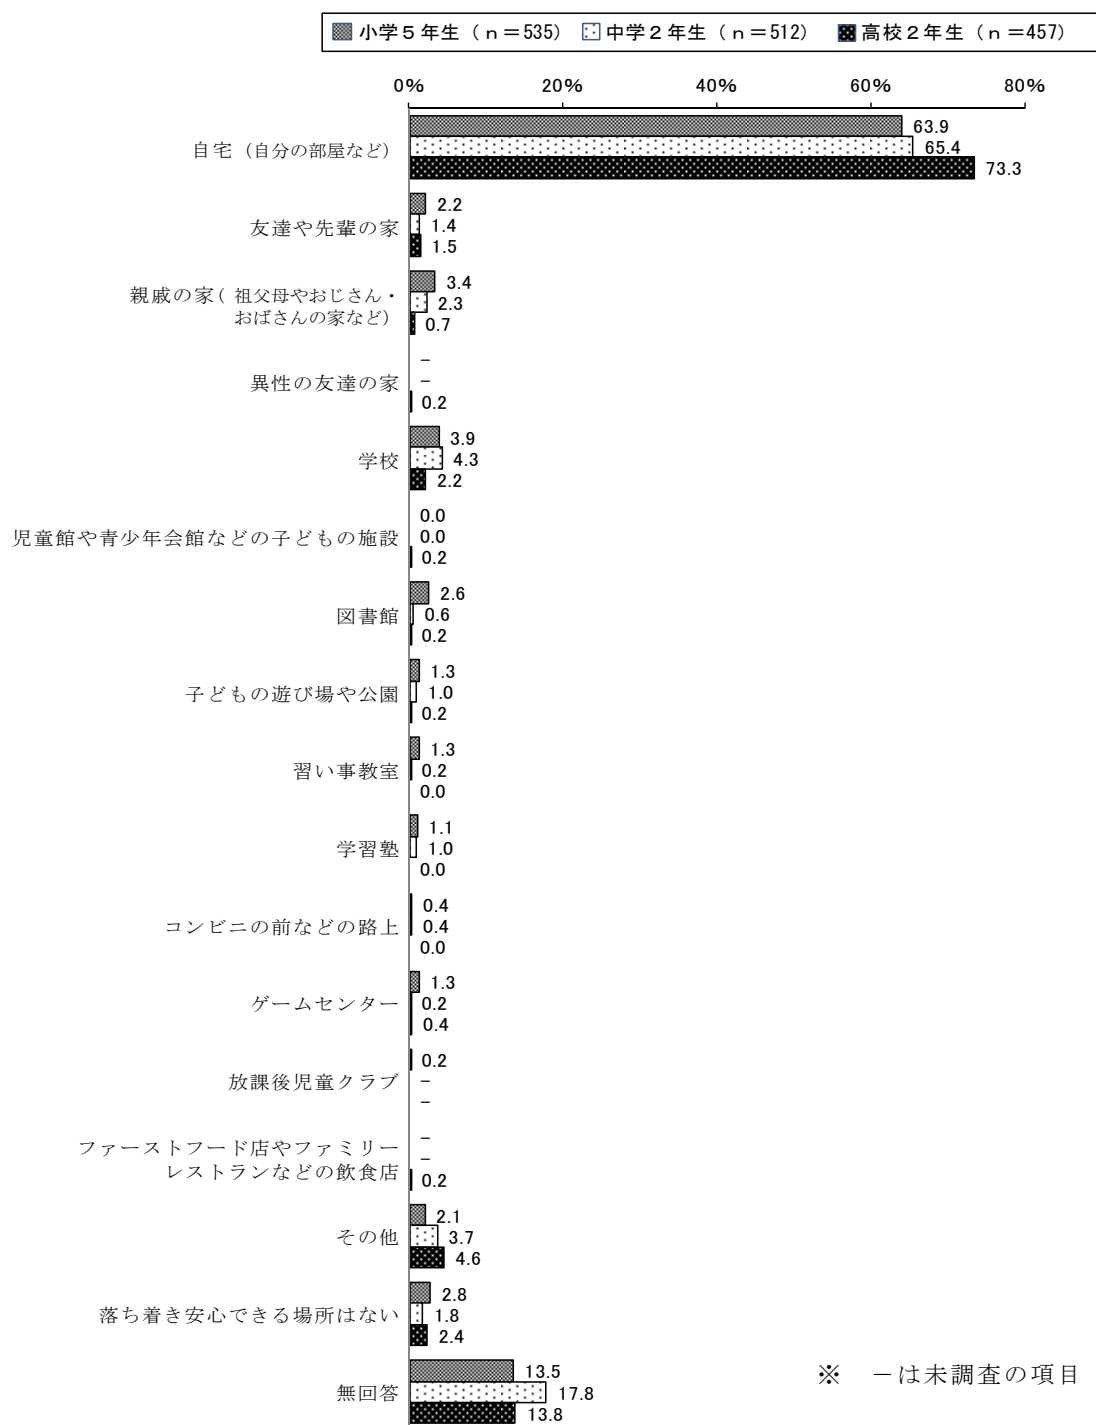 小学５年生（ｎ＝535） 中学２年生（ｎ＝512） 高校２年生（ｎ＝457）
0% 20% 40% 60% 80%
自宅（自分の部屋など）
63.9
65.4
73.3
友達や先輩の家
2.2
1.4
1.5
親戚の家( 祖父母やおじさん・
おばさんの家など）
3.4
2.3
0.7
異性の友達の家
－
－
0.2
学校
3.9
4.3
2.2
児童館や青少年会館などの子どもの施設
0.0
0.0
0.2
図書館
2.6
0.6
0.2
子どもの遊び場や公園
1.3
1.0
0.2
習い事教室
1.3
0.2
0.0
学習塾
1.1
1.0
0.0
コンビニの前などの路上
0.4
0.4
0.0
ゲームセンター
1.3
0.2
0.4
放課後児童クラブ
0.2
－
－
ファーストフード店やファミリー
レストランなどの飲食店
－
－
0.2
その他
2.1
3.7
4.6
落ち着き安心できる場所はない
2.8
1.8
2.4
無回答
13.5
17.8
13.8
※　－は未調査の項目